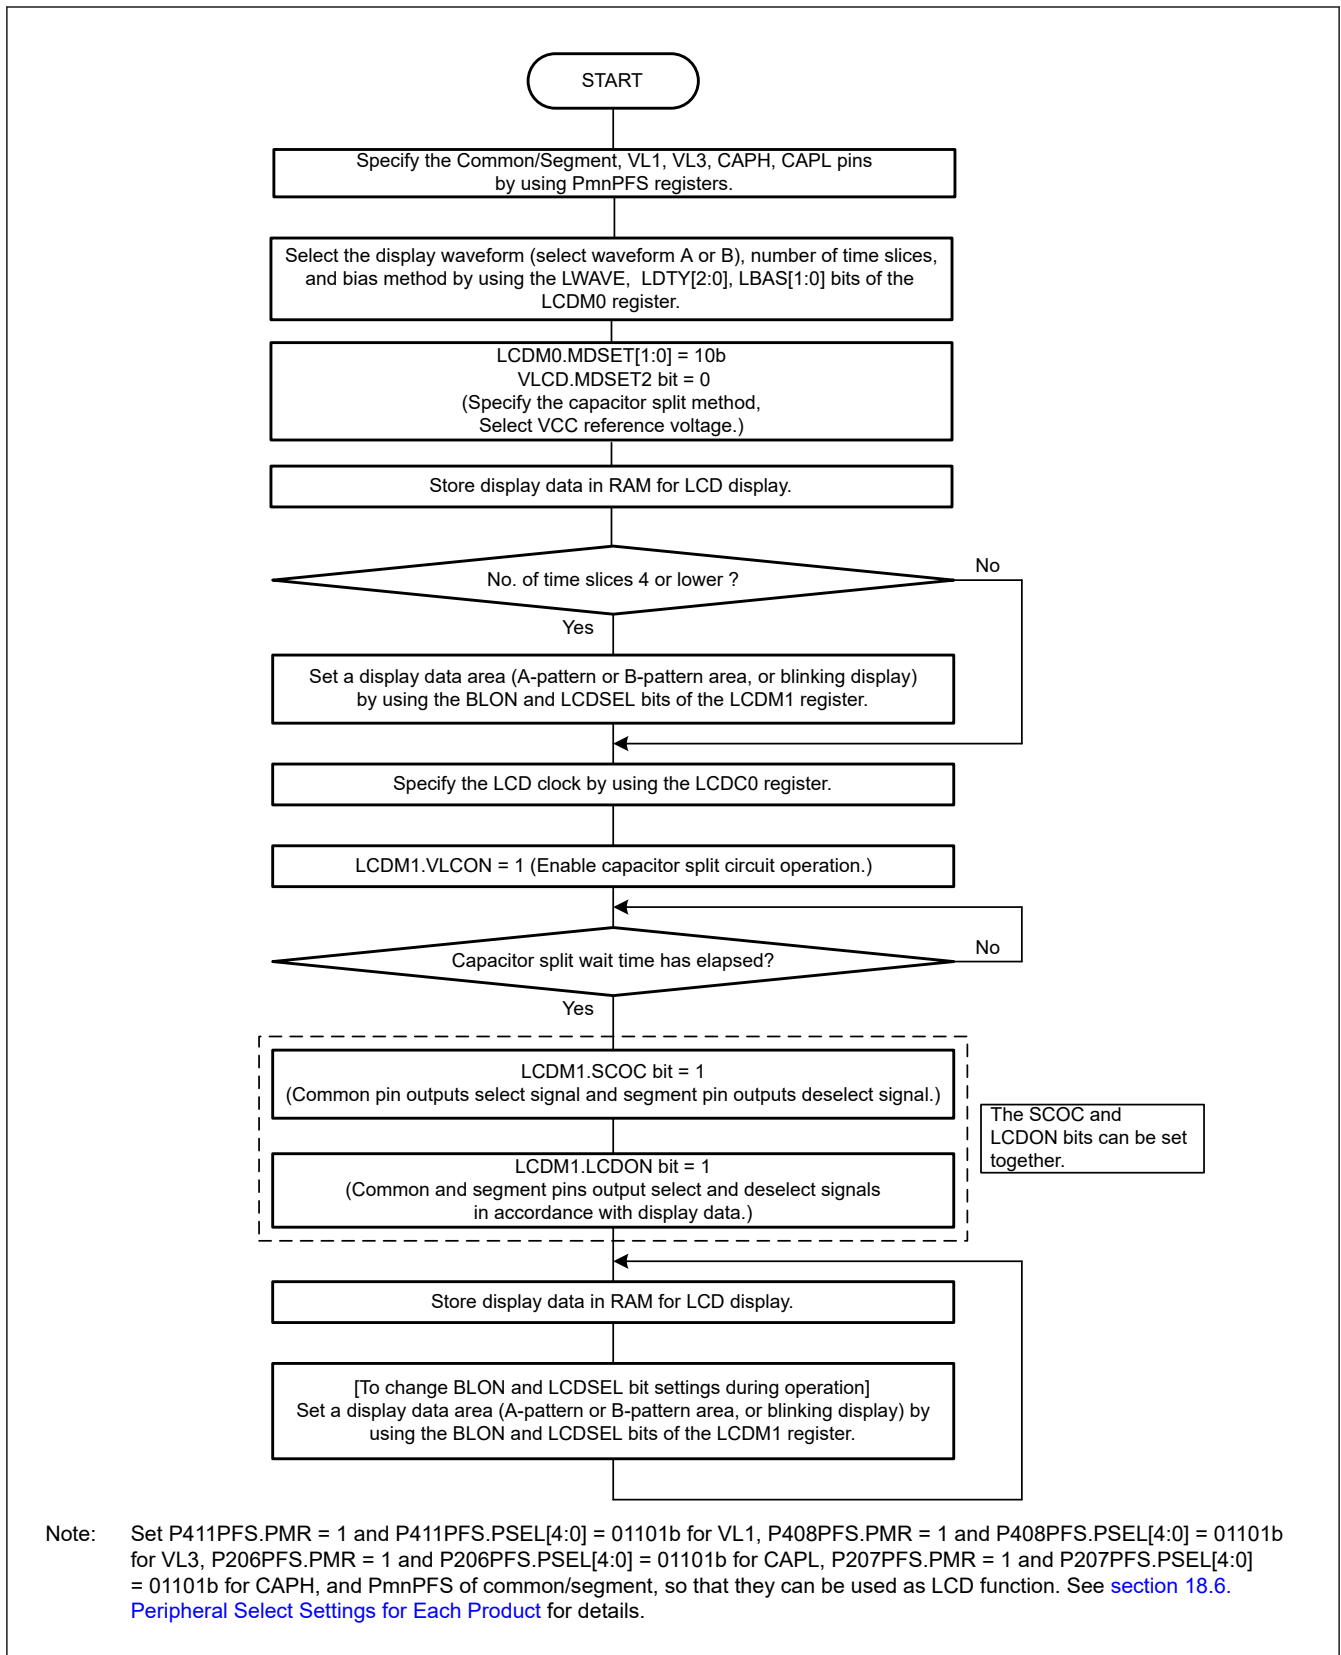 START
Specify the Common/Segment, VL1, VL3, CAPH, CAPL pins
by using PmnPFS registers.
Select the display waveform (select waveform A or B), number of time slices,
and bias method by using the LWAVE, LDTY[2:0], LBAS[1:0] bits of the
LCDM0 register.
LCDM0.MDSET[1:0] = 10b
VLCD.MDSET2 bit = 0
(Specify the capacitor split method,
Select VCC reference voltage.)
Store display data in RAM for LCD display.
No. of time slices 4 or lower ?
No
Yes
Set a display data area (A-pattern or B-pattern area, or blinking display)
by using the BLON and LCDSEL bits of the LCDM1 register.
Specify the LCD clock by using the LCDC0 register.
LCDM1.VLCON = 1 (Enable capacitor split circuit operation.)
Capacitor split wait time has elapsed?
No
Yes
LCDM1.SCOC bit = 1
(Common pin outputs select signal and segment pin outputs deselect signal.)
The SCOC and
LCDON bits can be set
together.
LCDM1.LCDON bit = 1
(Common and segment pins output select and deselect signals
in accordance with display data.)
Store display data in RAM for LCD display.
[To change BLON and LCDSEL bit settings during operation]
Set a display data area (A-pattern or B-pattern area, or blinking display) by
using the BLON and LCDSEL bits of the LCDM1 register.
Note: Set P411PFS.PMR = 1 and P411PFS.PSEL[4:0] = 01101b for VL1, P408PFS.PMR = 1 and P408PFS.PSEL[4:0] = 01101b
for VL3, P206PFS.PMR = 1 and P206PFS.PSEL[4:0] = 01101b for CAPL, P207PFS.PMR = 1 and P207PFS.PSEL[4:0]
= 01101b for CAPH, and PmnPFS of common/segment, so that they can be used as LCD function. See section 18.6.
Peripheral Select Settings for Each Product for details.